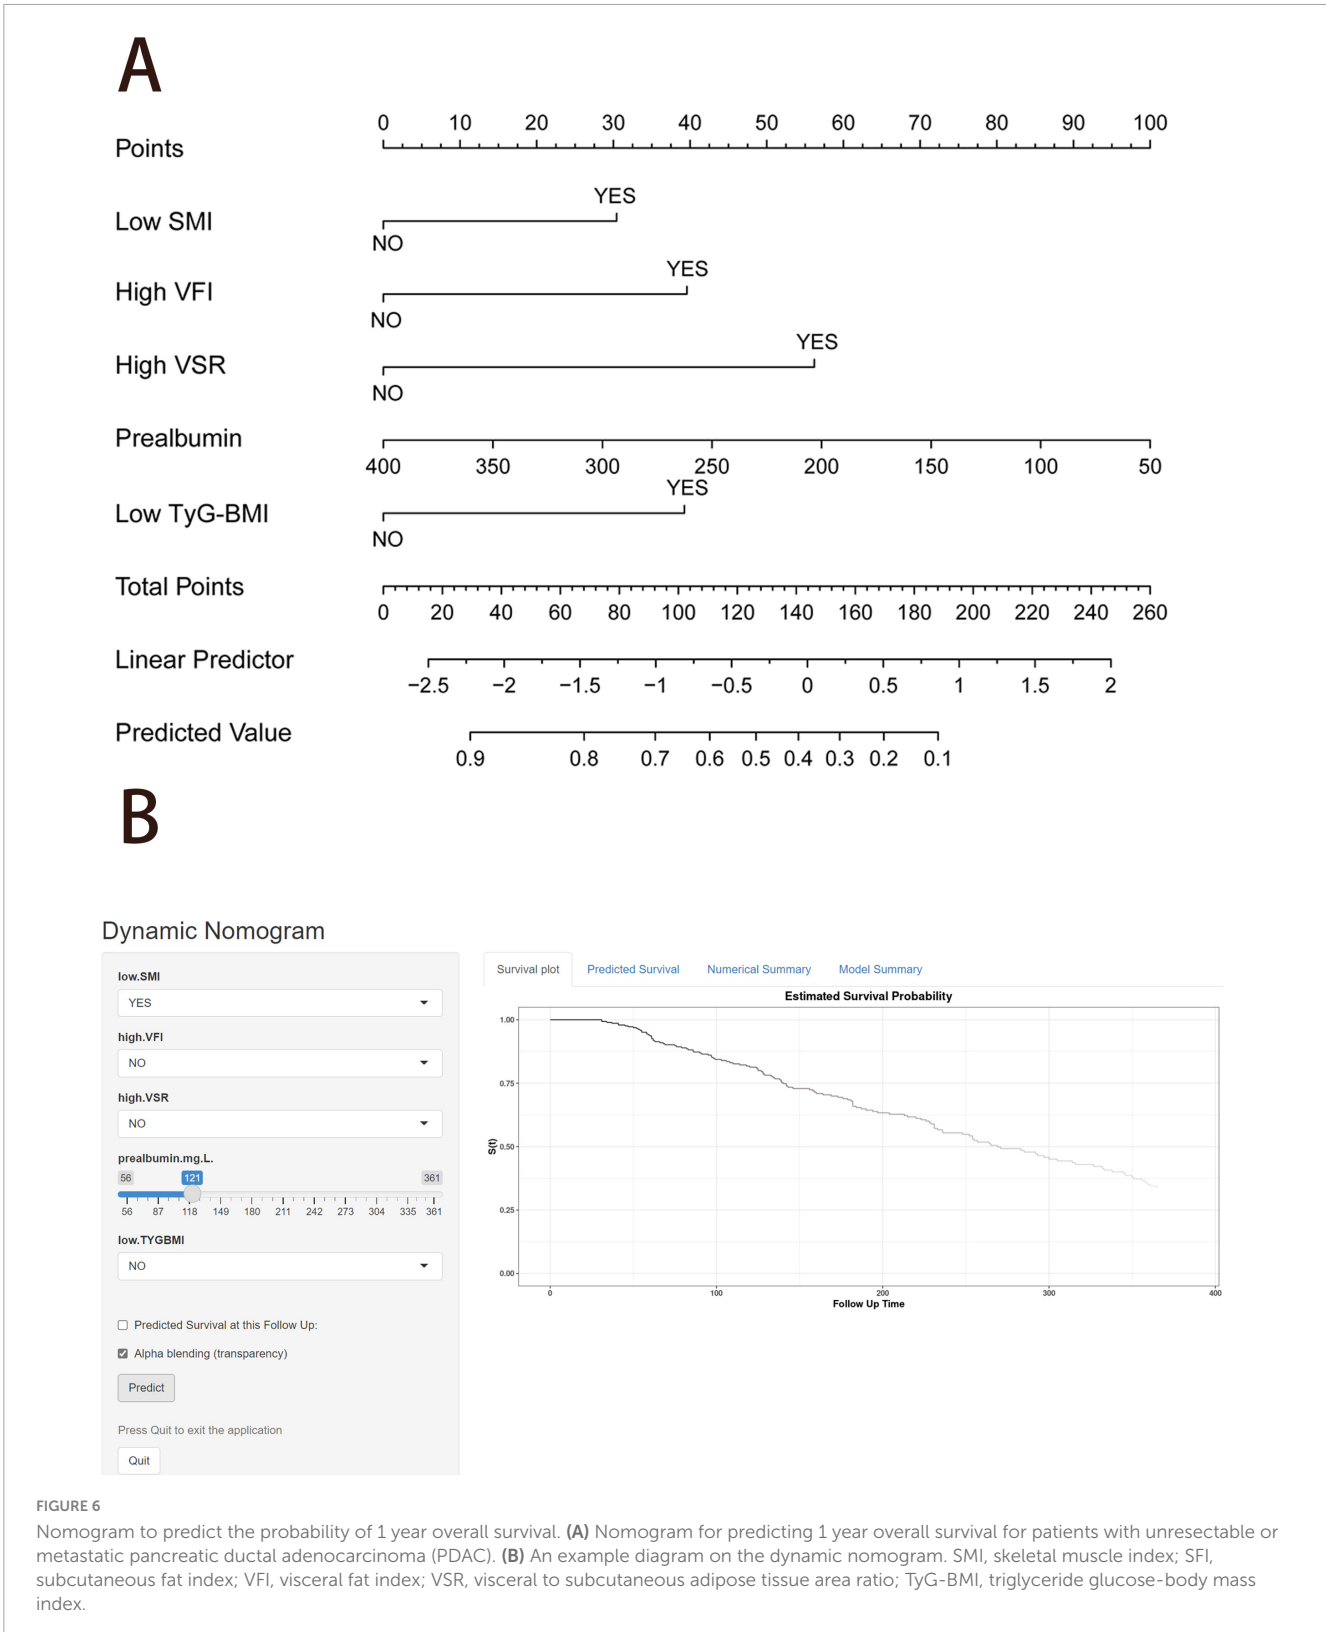 A
0 10 20 30 40 50 60 70 80 90 100
Points
YES
Low SMI
NO
YES
High VFI
NO
YES
High VSR
NO
Prealbumin
400 350 300 250 200 150 100 50
YES
Low TyG-BMI
NO
Total Points
0 20 40 60 80 100 120 140 160 180 200 220 240 260
Linear Predictor
−2.5 −2 −1.5 −1 −0.5 0 0.5 1 1.5 2
Predicted Value
0.9 0.8 0.7 0.6 0.5 0.4 0.3 0.2 0.1
B
Dynamic Nomogram
low.SMI
YES
high.VFI
NO
high.VSR
NO
prealbumin.mg.L.
56 121 361
56 87 118 149 180 211 242 273 304 335 361
low.TYGBMI
NO
Predicted Survival at this Follow Up:
Alpha blending (transparency)
Predict
Press Quit to exit the application
Quit
Survival plot Predicted Survival Numerical Summary Model Summary
Estimated Survival Probability
1.00
0.75
S(t)
0.50
0.25
0.00
0 100 200 300 400
Follow Up Time
FIGURE 6
Nomogram to predict the probability of 1 year overall survival. (A) Nomogram for predicting 1 year overall survival for patients with unresectable or
metastatic pancreatic ductal adenocarcinoma (PDAC). (B) An example diagram on the dynamic nomogram. SMI, skeletal muscle index; SFI,
subcutaneous fat index; VFI, visceral fat index; VSR, visceral to subcutaneous adipose tissue area ratio; TyG-BMI, triglyceride glucose-body mass
index.